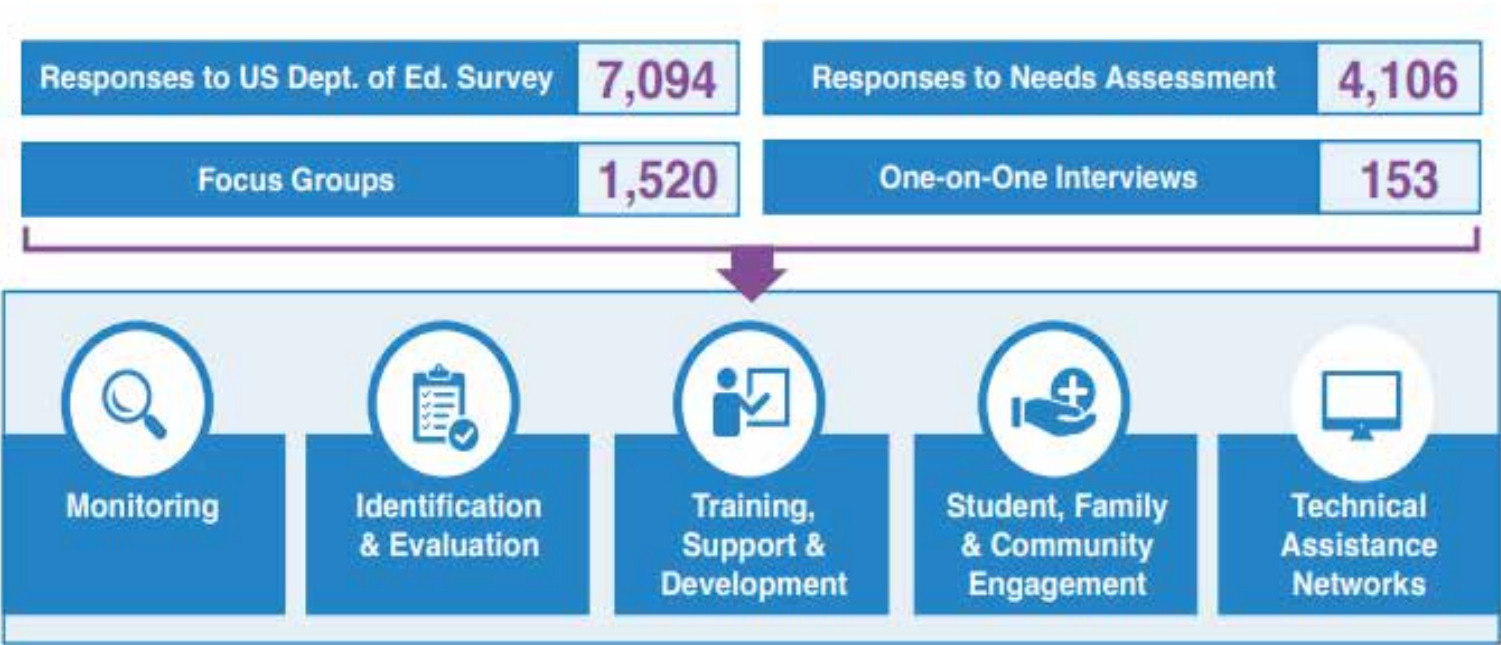 Responses to US Dept. of Ed. Survey 7,094
Responses to Needs Assessment 4,106
Focus Groups 1,520
One-on-One Interviews 153
Monitoring
Identification
& Evaluation
Training,
Support &
Development
Student, Family
& Community
Engagement
Technical
Assistance
Networks